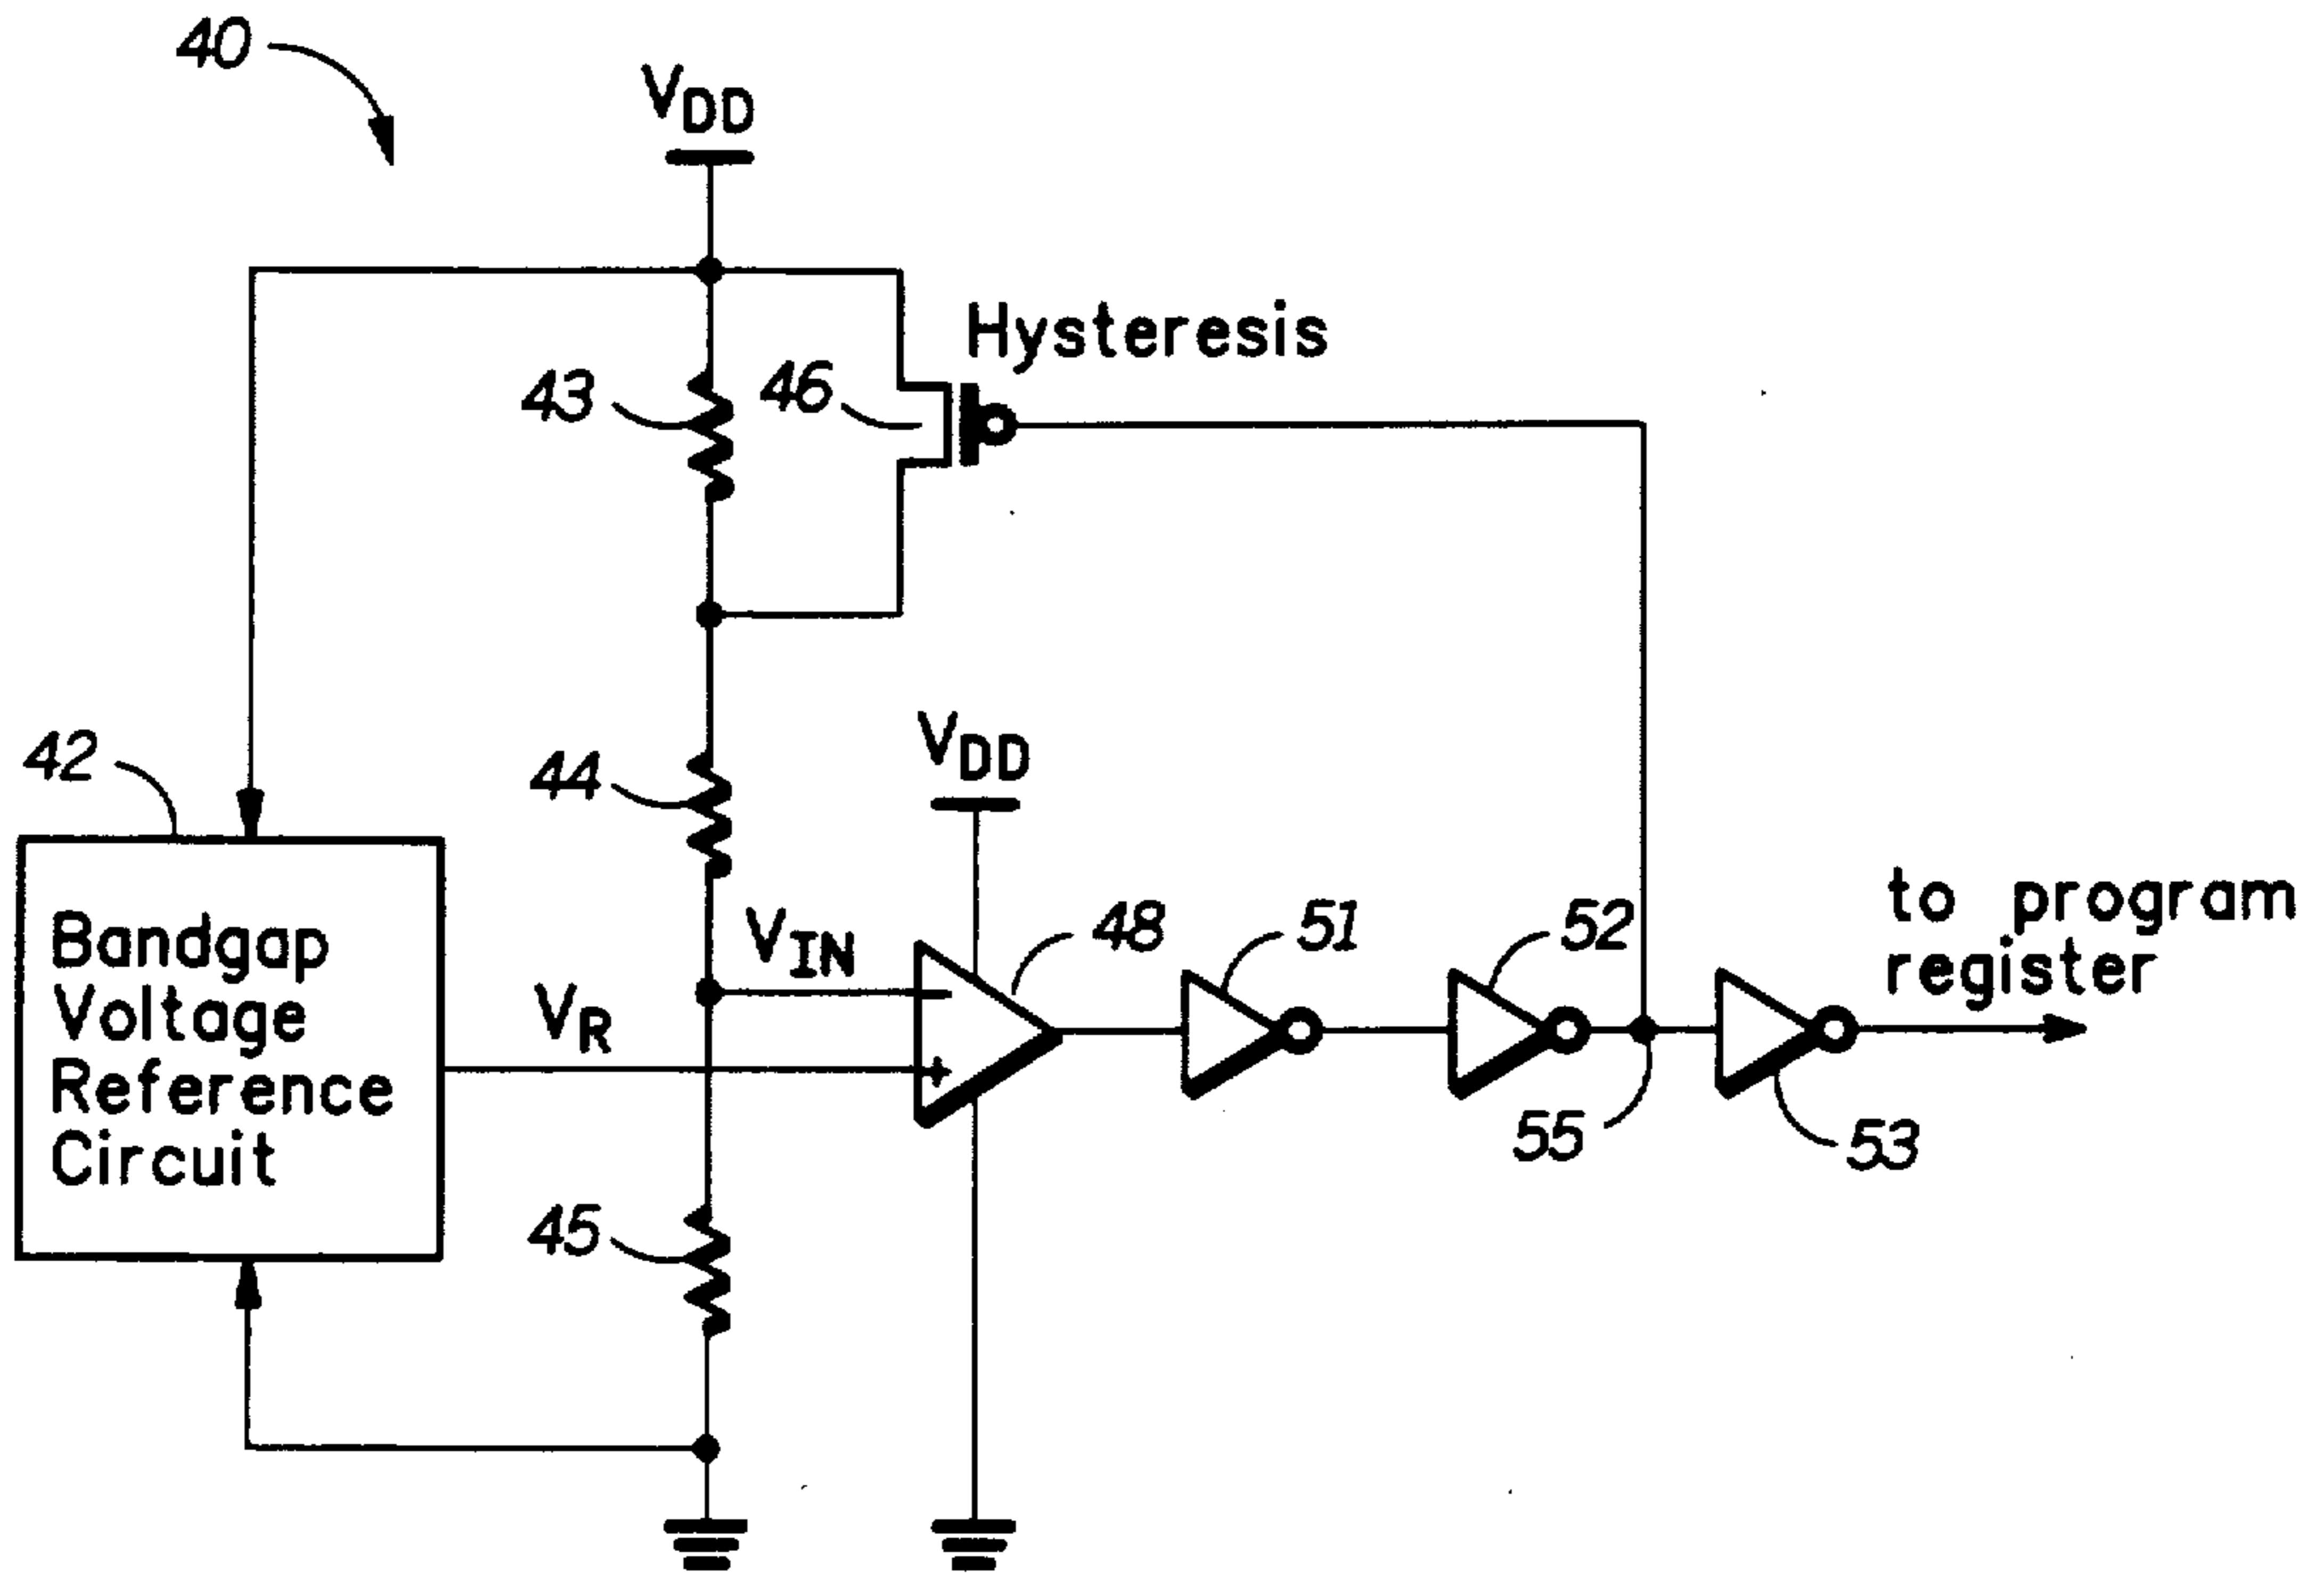 40
VDD
Hysteresis
43
46
42
44
VDD
Bandgap
Voltage
Reference
Circuit
VIN
VR
48
51
52
to program
register
−
+
55
53
45